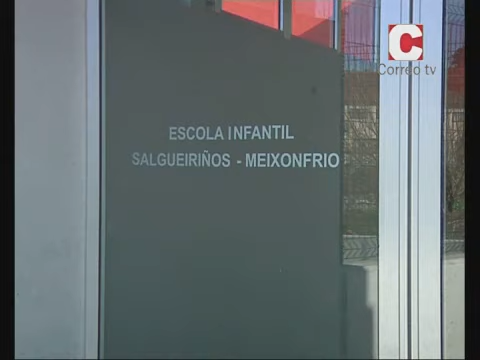 C
Correo tv
ESCOLA INFANTIL
SALGUEIRIÑOS - MEIXONFRIO